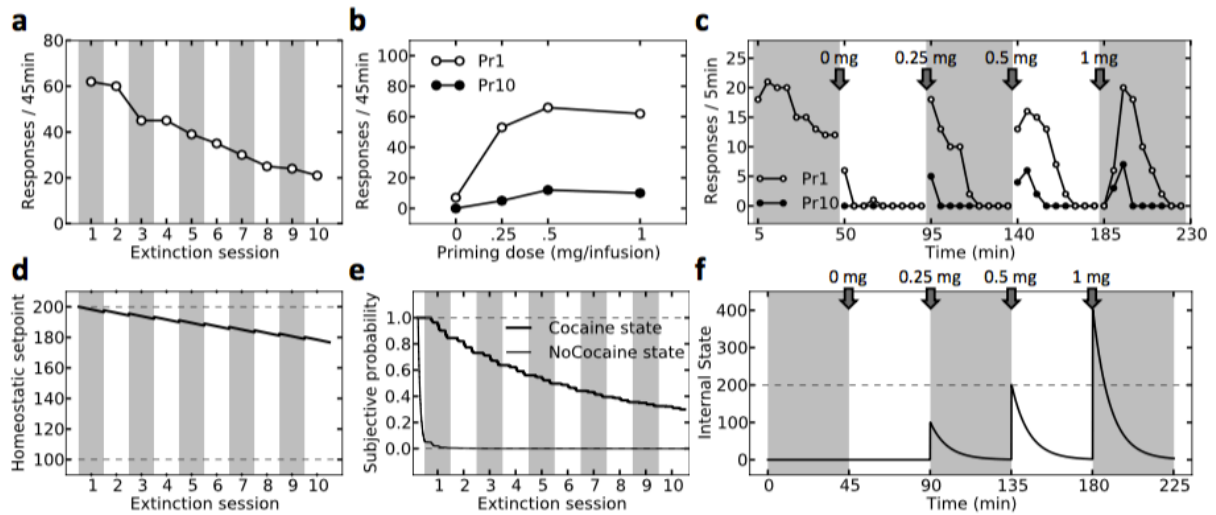 a
80
60
40
20
0
Responses / 45min
1 2 3 4 5 6 7 8 9 10
Extinction session
b
100
80
60
40
20
0
Responses / 45min
Pr1
Pr10
0 .25 .5 1
Priming dose (mg/infusion)
c
25
20
15
10
5
0
Responses / 5min
0 mg 0.25 mg 0.5 mg 1 mg
Pr1
Pr10
5 50 95 140 185 230
Time (min)
d
200
180
160
140
120
100
Homeostatic setpoint
1 2 3 4 5 6 7 8 9 10
Extinction session
e
1.0
0.8
0.6
0.4
0.2
0.0
Subjective probability
Cocaine state
NoCocaine state
1 2 3 4 5 6 7 8 9 10
Extinction session
f
400
300
200
100
0
Internal State
0 mg 0.25 mg 0.5 mg 1 mg
0 45 90 135 180 225
Time (min)